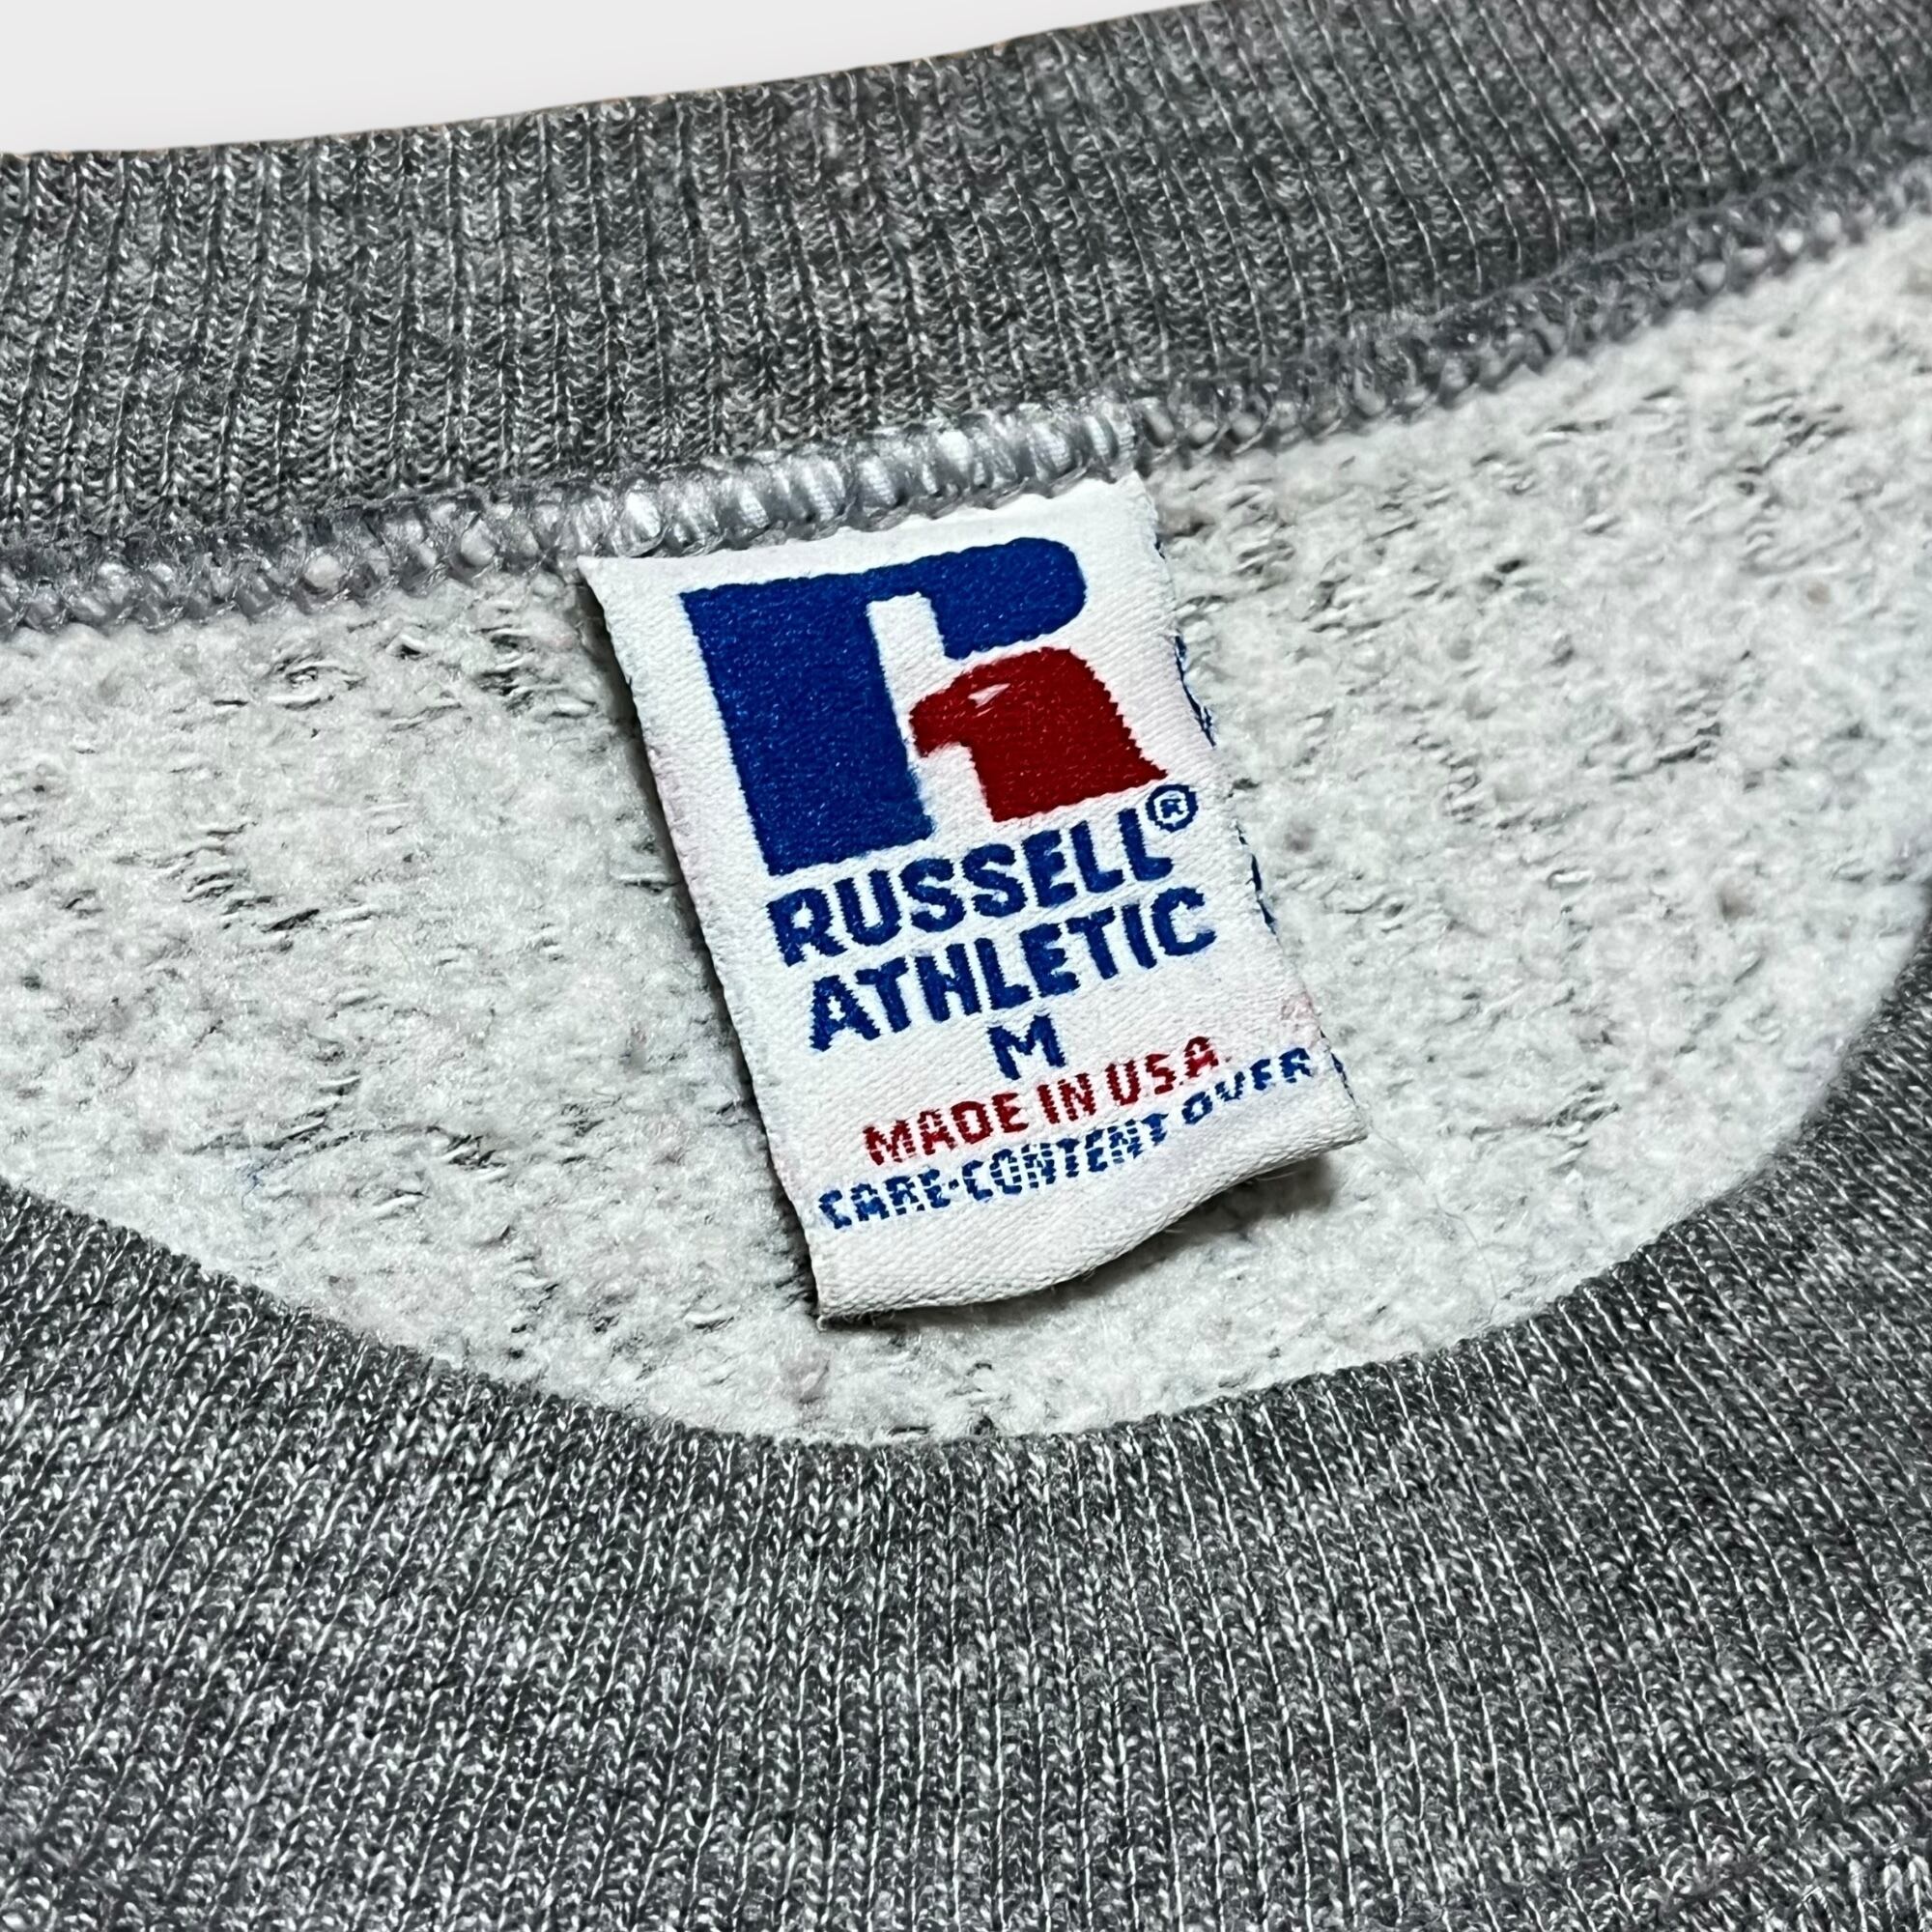 RUSSELL®
ATHLETIC
M
MADE IN U.S.A.
CARE-CONTENT OVER